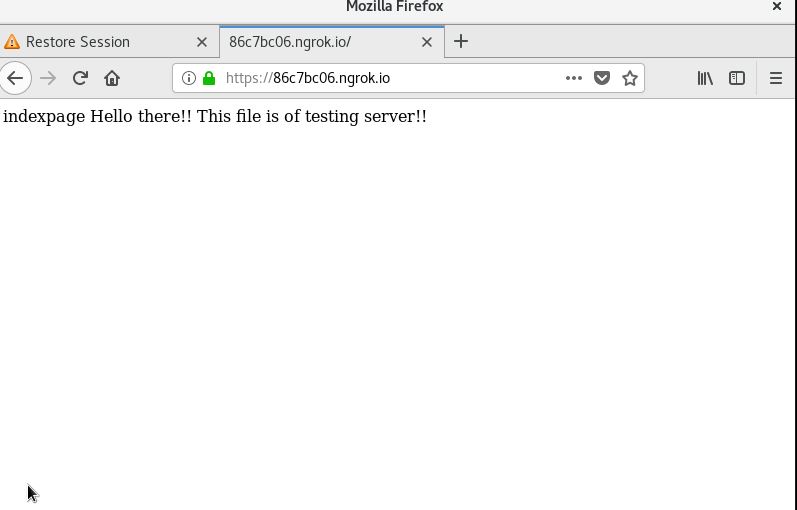 Mozilla Firefox
Restore Session
86c7bc06.ngrok.io/
https://86c7bc06.ngrok.io
indexpage Hello there!! This file is of testing server!!